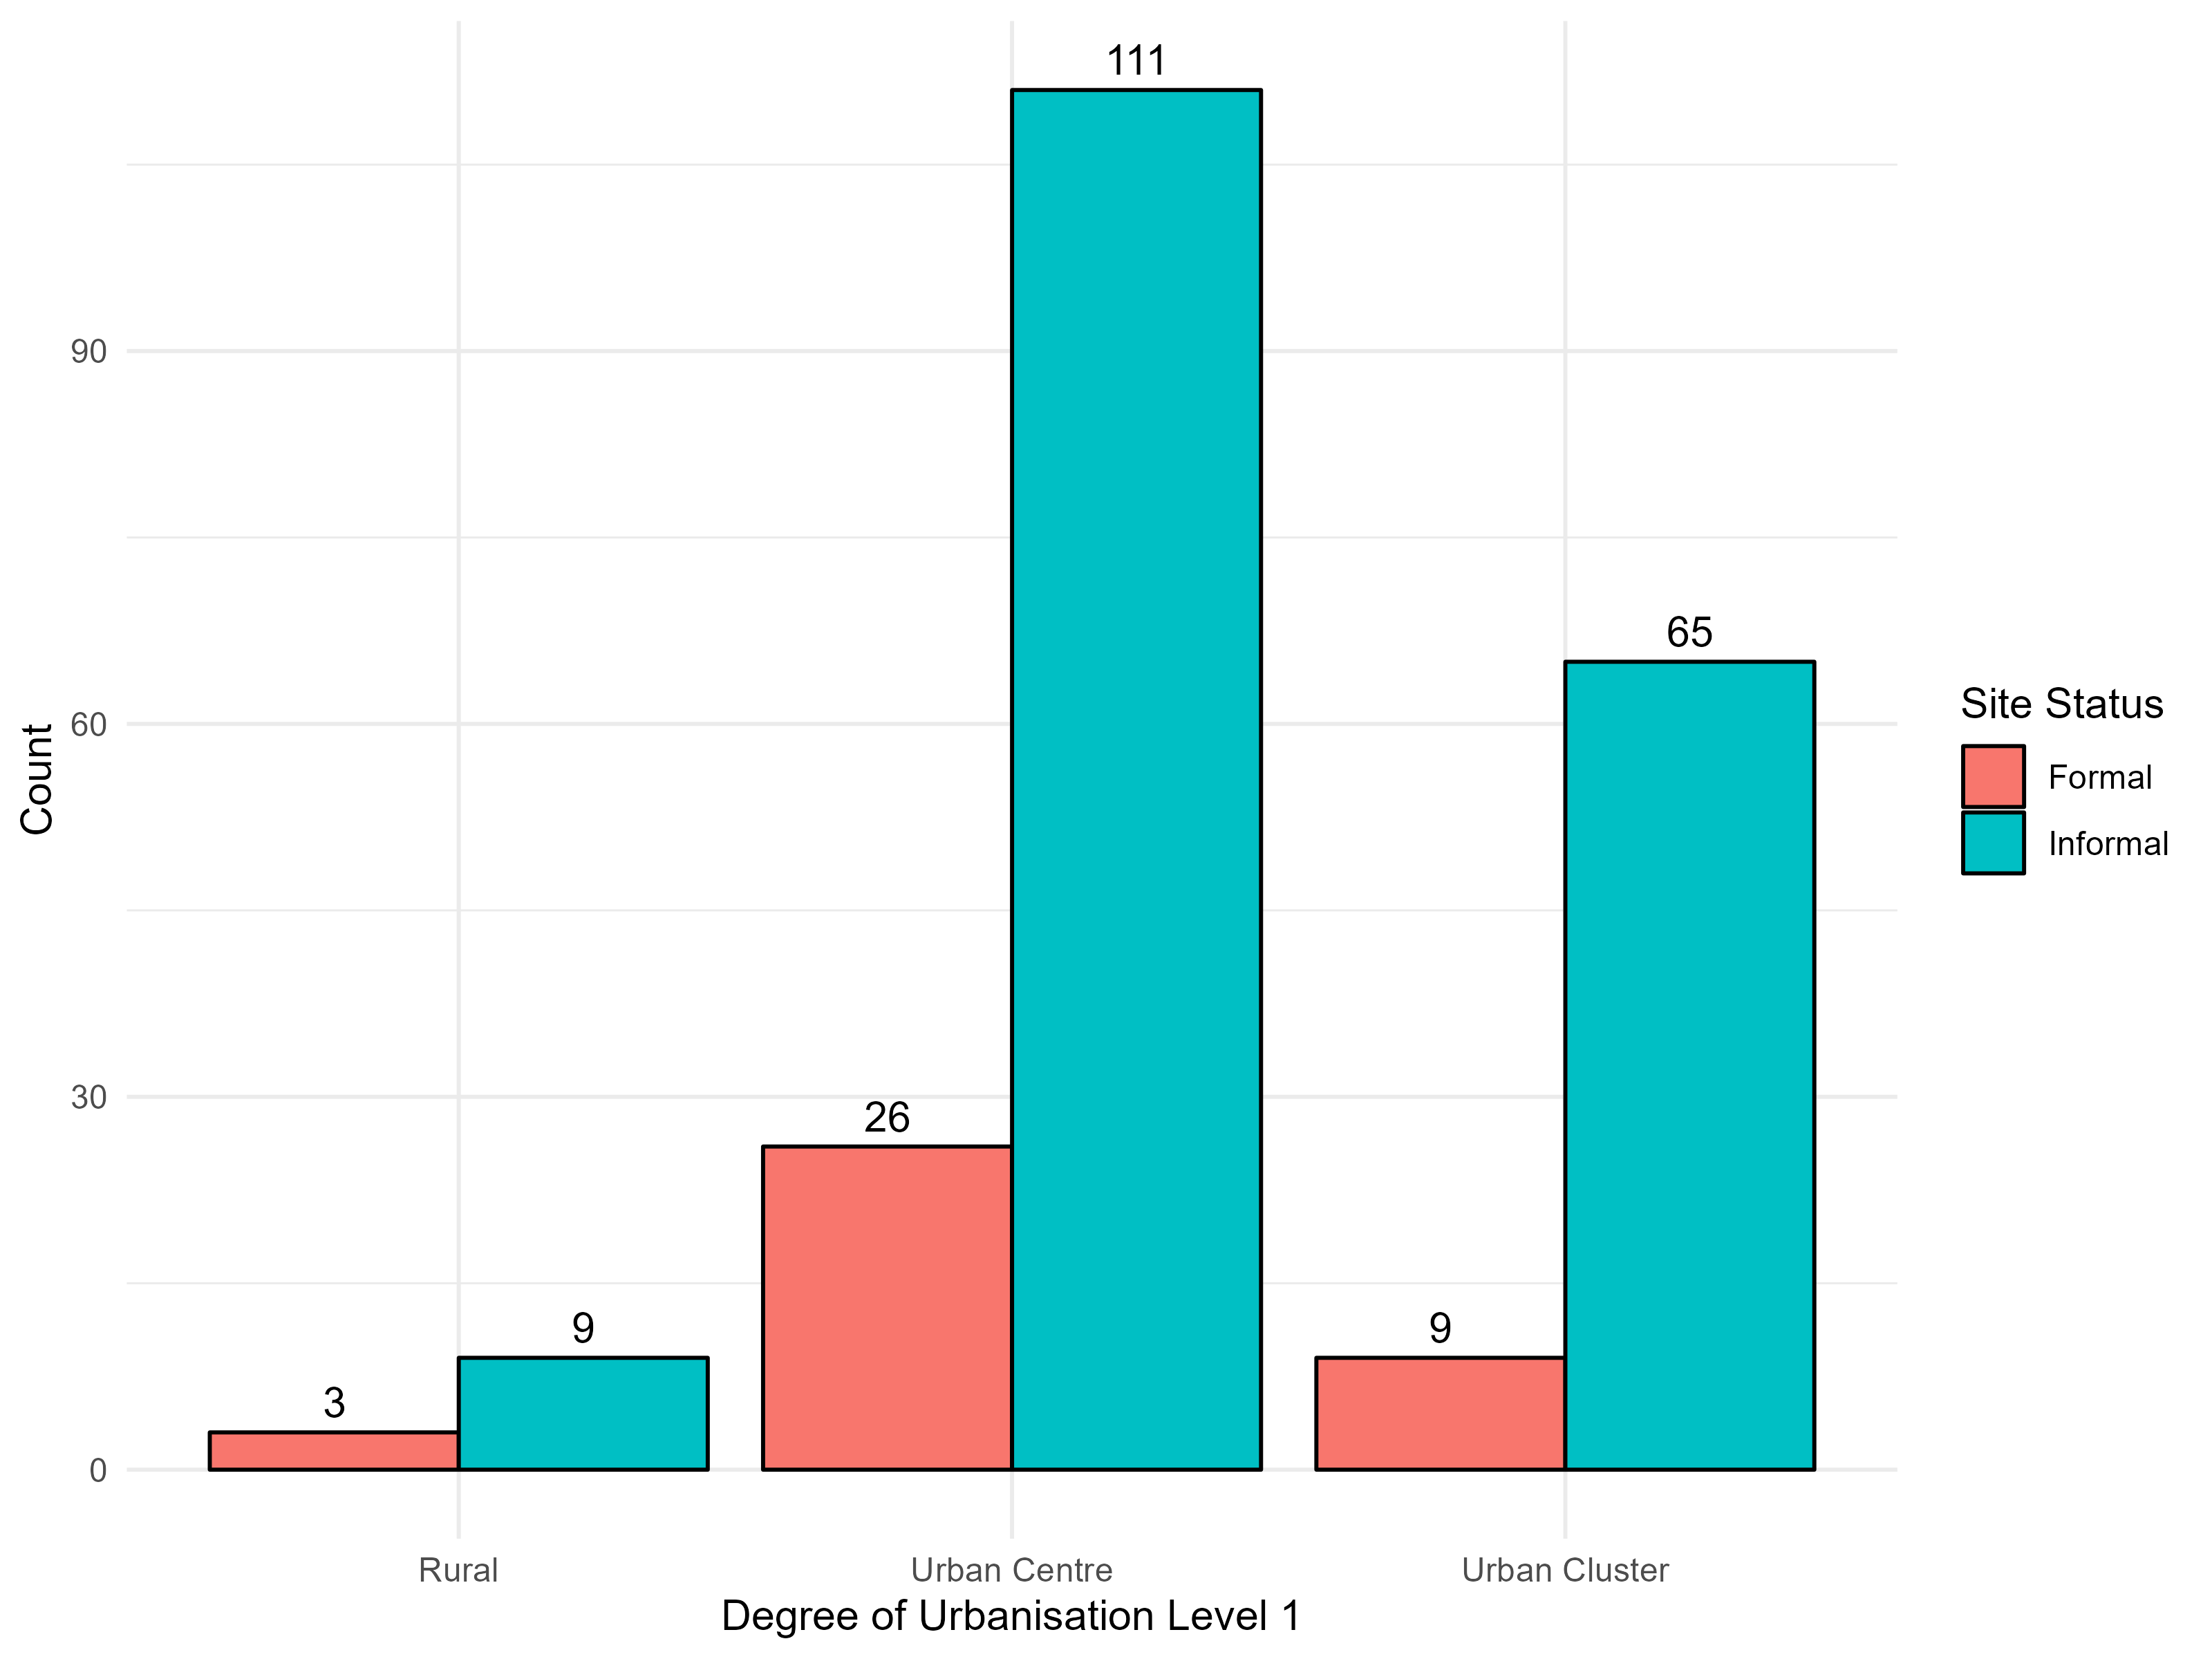 111
90
65
60
30
26
9
9
3
0
Count
Rural
Urban Centre
Urban Cluster
Degree of Urbanisation Level 1
Site Status
Formal
Informal